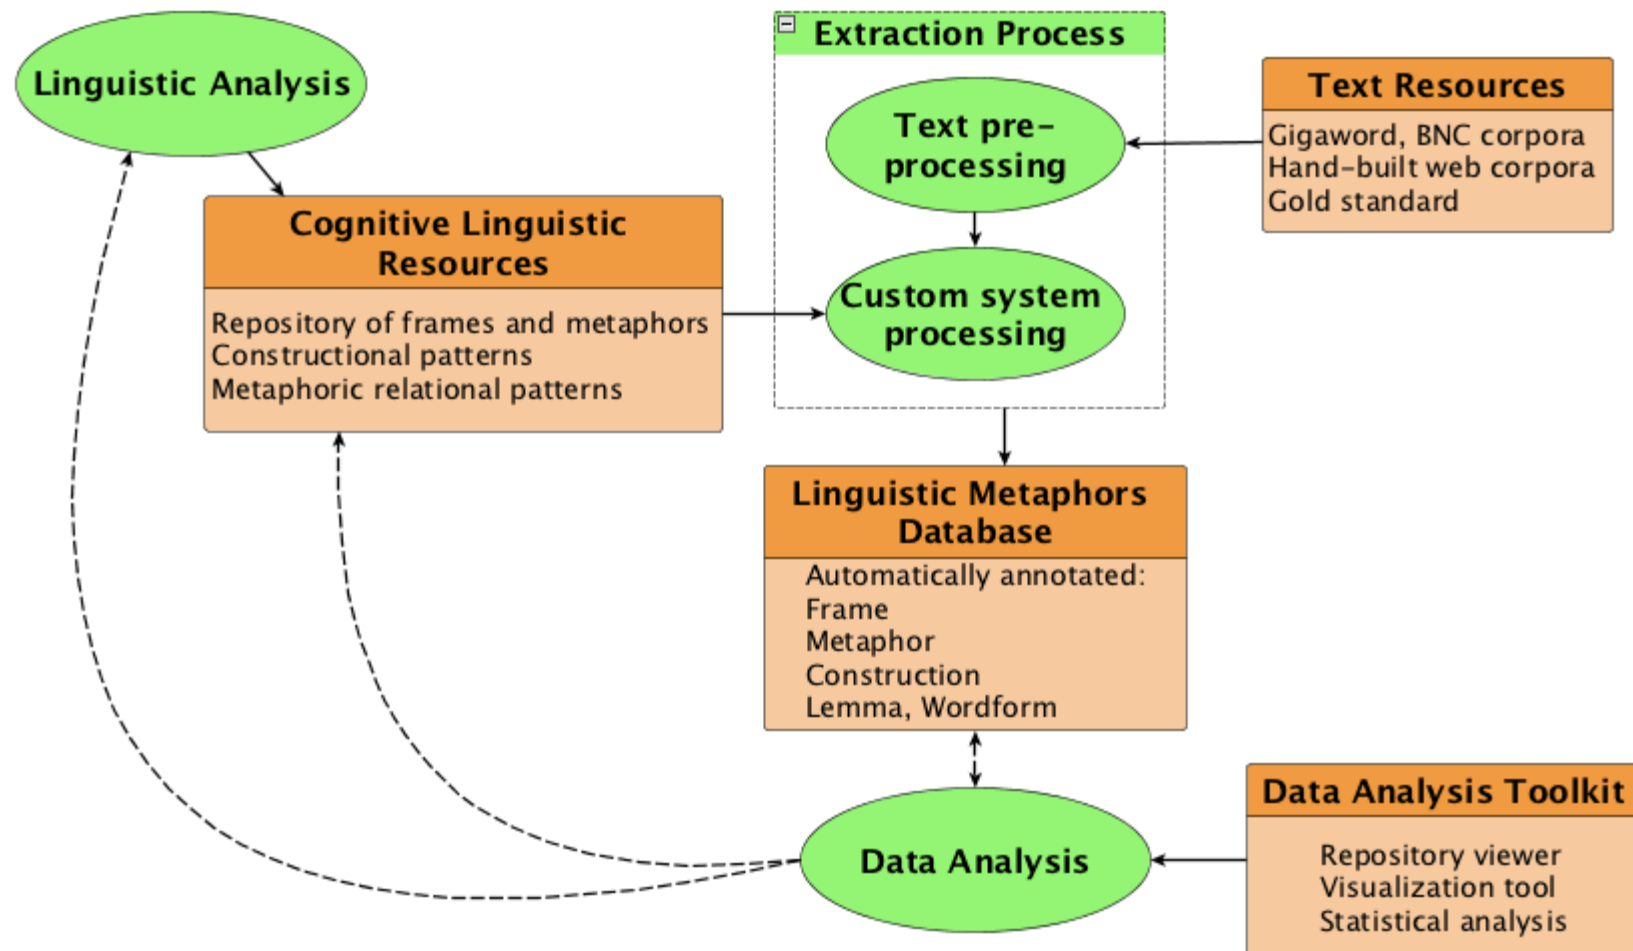 Linguistic Analysis
Extraction Process
Text pre-
processing
Custom system
processing
Text Resources
Gigaword, BNC corpora
Hand-built web corpora
Gold standard
Cognitive Linguistic
Resources
Repository of frames and metaphors
Constructional patterns
Metaphoric relational patterns
Linguistic Metaphors
Database
Automatically annotated:
Frame
Metaphor
Construction
Lemma, Wordform
Data Analysis
Data Analysis Toolkit
Repository viewer
Visualization tool
Statistical analysis